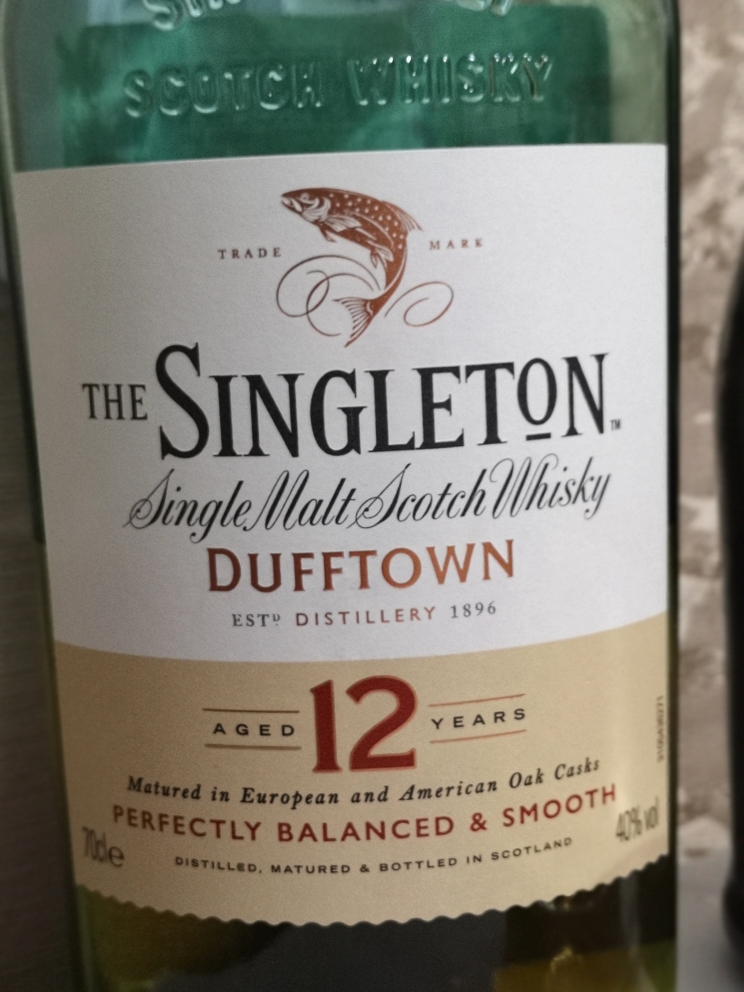 SCOTCH WHISKY
TRADE MARK
THE SINGLETON™
Single Malt Scotch Whisky
DUFFTOWN
ESTᴰ DISTILLERY 1896
AGED 12 YEARS
Matured in European and American Oak Casks
PERFECTLY BALANCED & SMOOTH
70cl e
40% vol
DISTILLED, MATURED & BOTTLED IN SCOTLAND